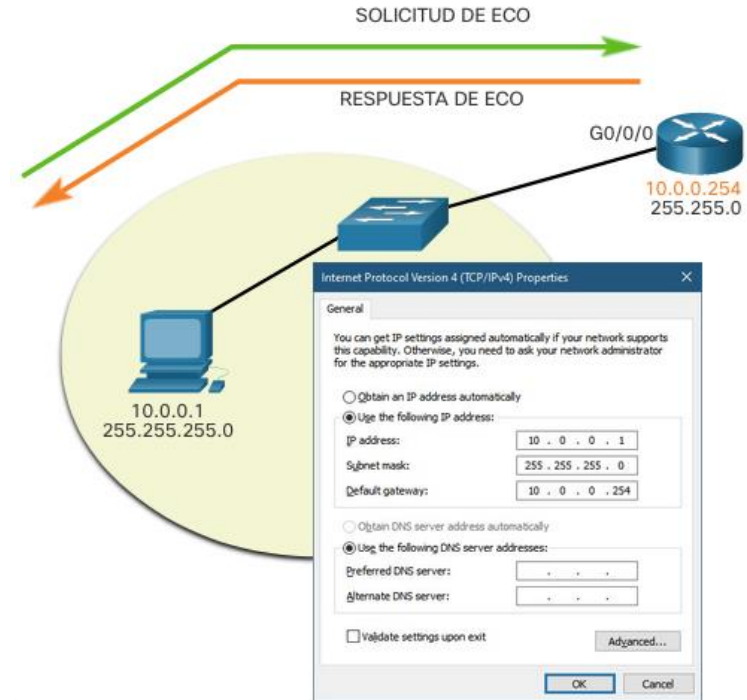 SOLICITUD DE ECO
RESPUESTA DE ECO
G0/0/0
10.0.0.254
255.255.0
10.0.0.1
255.255.255.0
Internet Protocol Version 4 (TCP/IPv4) Properties
General
You can get IP settings assigned automatically if your network supports
this capability. Otherwise, you need to ask your network administrator
for the appropriate IP settings.
Obtain an IP address automatically
Use the following IP address:
IP address: 10 . 0 . 0 . 1
Subnet mask: 255 . 255 . 255 . 0
Default gateway: 10 . 0 . 0 . 254
Obtain DNS server address automatically
Use the following DNS server addresses:
Preferred DNS server: . . .
Alternate DNS server: . . .
Validate settings upon exit
Advanced...
OK Cancel